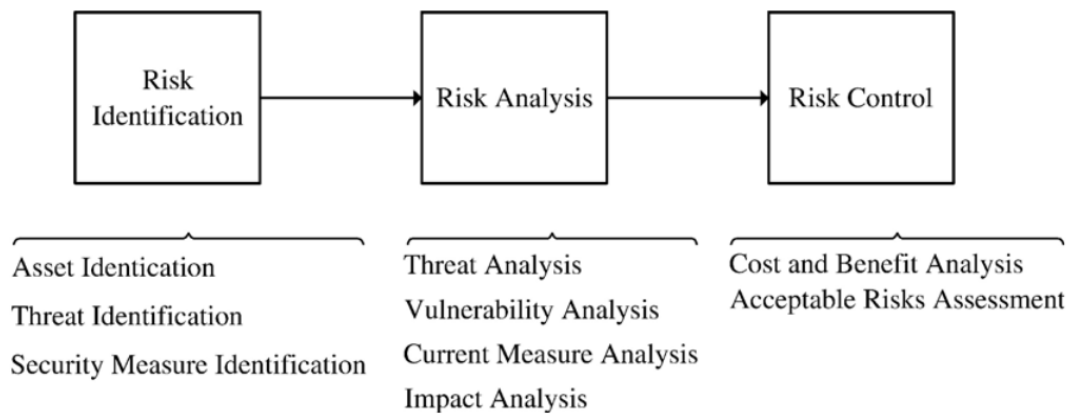 Risk
Identification
Risk Analysis
Risk Control
Asset Identication
Threat Identification
Security Measure Identification
Threat Analysis
Vulnerability Analysis
Current Measure Analysis
Impact Analysis
Cost and Benefit Analysis
Acceptable Risks Assessment